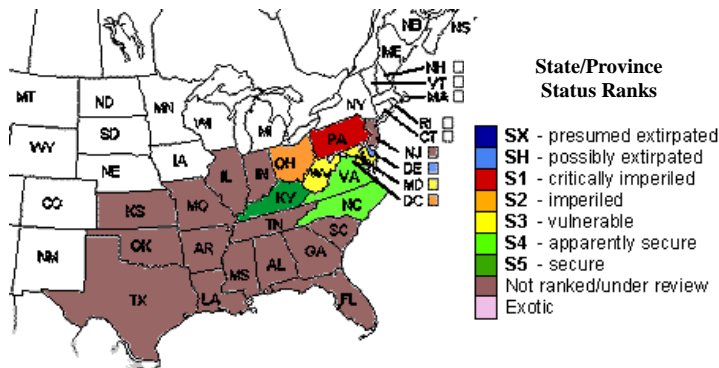 NB
NS
ME
NH
VT
MA
MT
ND
MN
WI
MI
NY
RI
CT
SD
WY
NE
IA
PA
NJ
OH
DE
IL
IN
WV
MD
VA
DC
CO
KS
MO
KY
NC
TN
NM
OK
AR
SC
MS
AL
GA
TX
LA
FL
State/Province
Status Ranks
SX - presumed extirpated
SH - possibly extirpated
S1 - critically imperiled
S2 - imperiled
S3 - vulnerable
S4 - apparently secure
S5 - secure
Not ranked/under review
Exotic